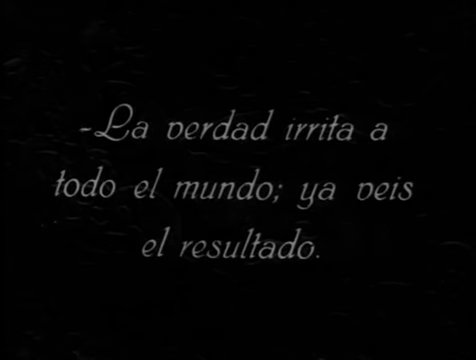 -La verdad irrita a
todo el mundo; ya veis
el resultado.